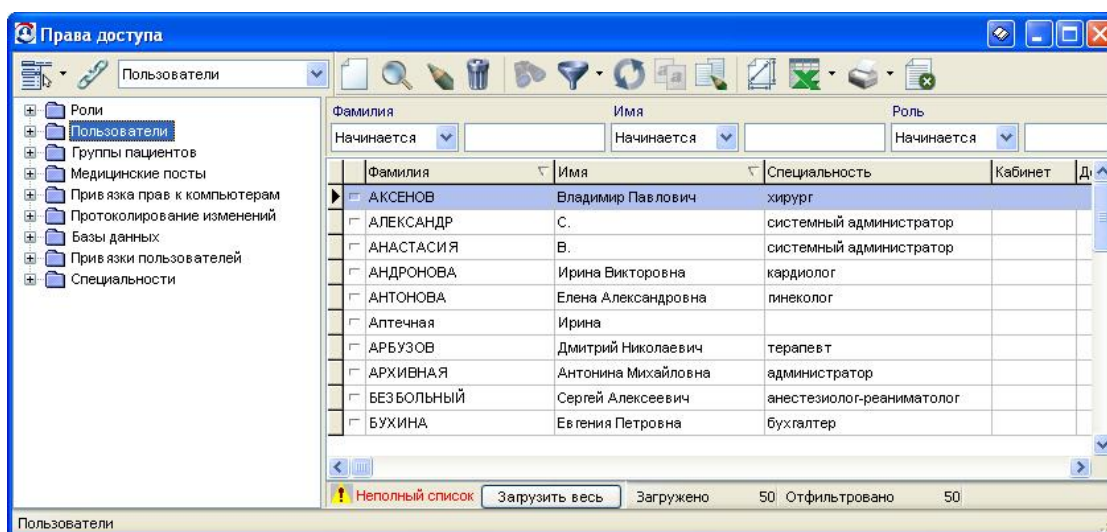 Права доступа
Пользователи
Роли
Пользователи
Группы пациентов
Медицинские посты
Привязка прав к компьютерам
Протоколирование изменений
Базы данных
Привязки пользователей
Специальности
Фамилия Имя Роль
Начинается Начинается Начинается
Фамилия Имя Специальность Кабинет
АКСЕНОВ Владимир Павлович хирург
АЛЕКСАНДР С. системный администратор
АНАСТАСИЯ В. системный администратор
АНДРОНОВА Ирина Викторовна кардиолог
АНТОНОВА Елена Александровна гинеколог
Аптечная Ирина
АРБУЗОВ Дмитрий Николаевич терапевт
АРХИВНАЯ Антонина Михайловна администратор
БЕЗБОЛЬНЫЙ Сергей Алексеевич анестезиолог-реаниматолог
БУХИНА Евгения Петровна бухгалтер
Неполный список Загрузить весь Загружено 50 Отфильтровано 50
Пользователи